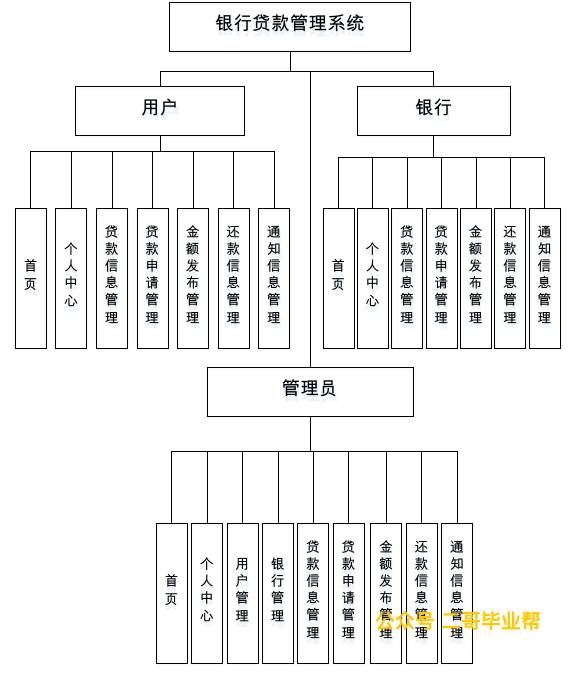 银行贷款管理系统
用户
银行
首页
个人中心
贷款信息管理
贷款申请管理
金额发布管理
还款信息管理
通知信息管理
首页
个人中心
贷款信息管理
贷款申请管理
金额发布管理
还款信息管理
通知信息管理
管理员
首页
个人中心
用户管理
银行管理
贷款信息管理
贷款申请管理
金额发布管理
还款信息管理
通知信息管理
公众号 二哥毕业帮